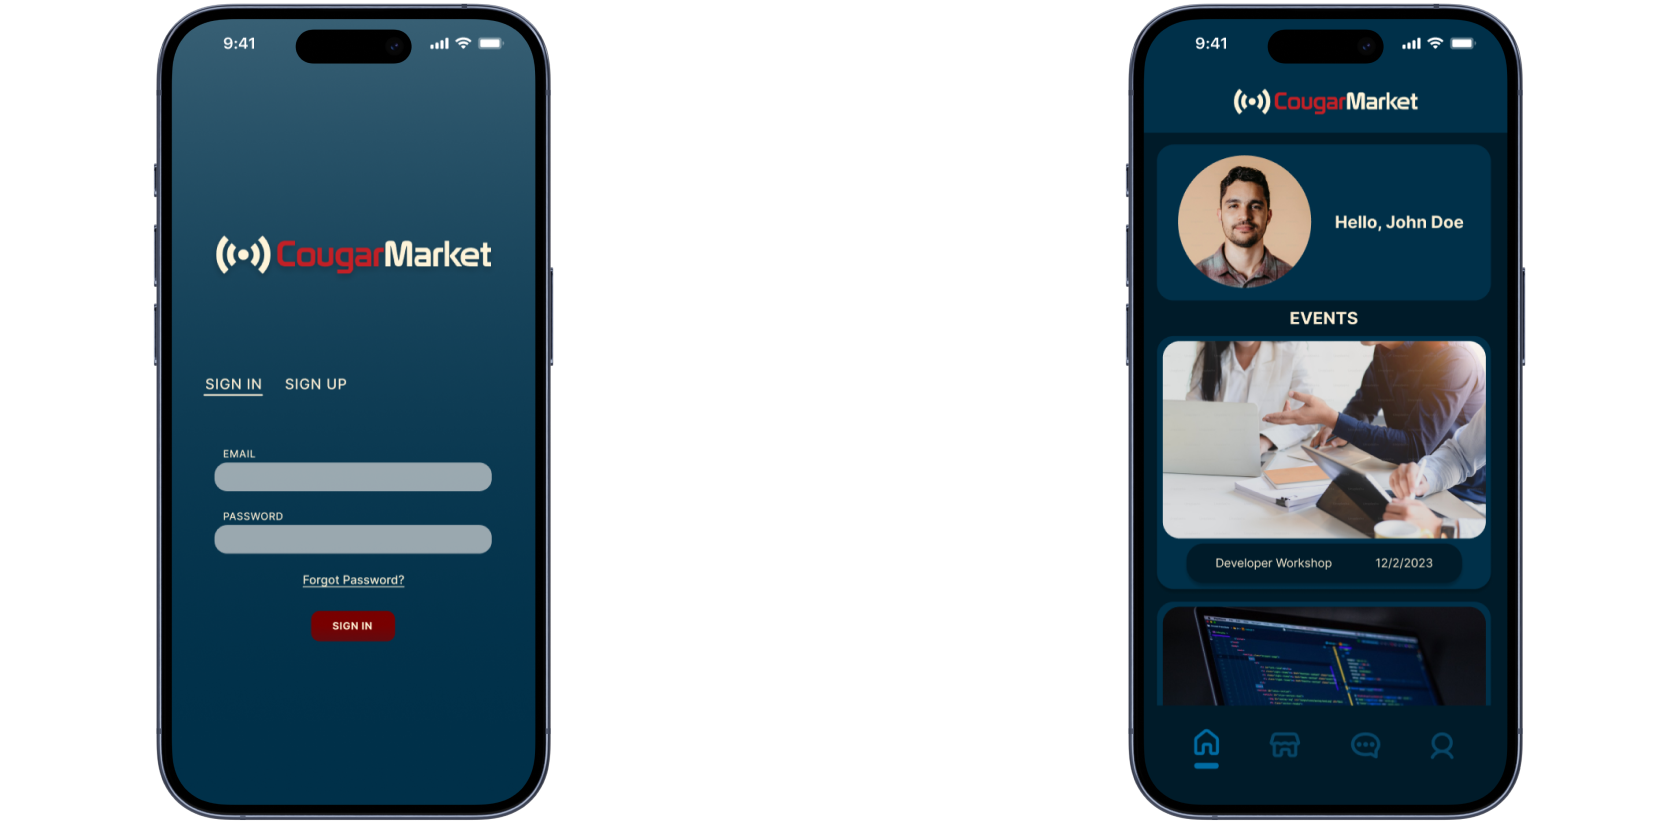 9:41
CougarMarket
SIGN IN SIGN UP
EMAIL
PASSWORD
Forgot Password?
SIGN IN
9:41
CougarMarket
Hello, John Doe
EVENTS
Developer Workshop 12/2/2023